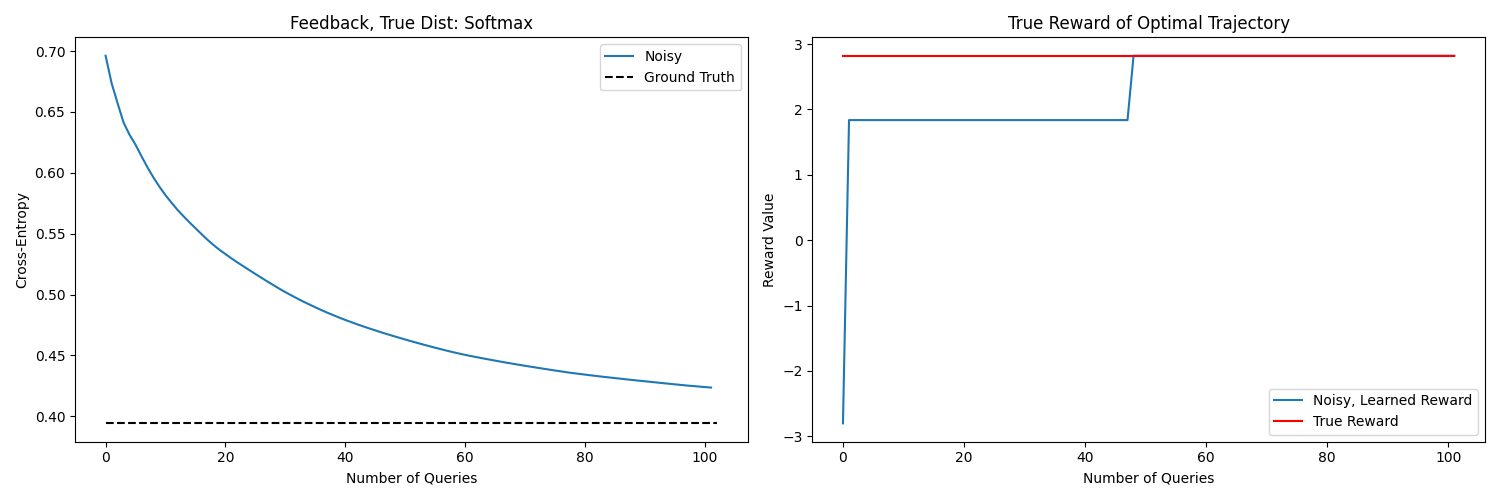 Feedback, True Dist: Softmax
0.70
0.65
0.60
0.55
0.50
0.45
0.40
Cross-Entropy
0 20 40 60 80 100
Number of Queries
Noisy
Ground Truth
True Reward of Optimal Trajectory
3
2
1
0
−1
−2
−3
Reward Value
0 20 40 60 80 100
Number of Queries
Noisy, Learned Reward
True Reward